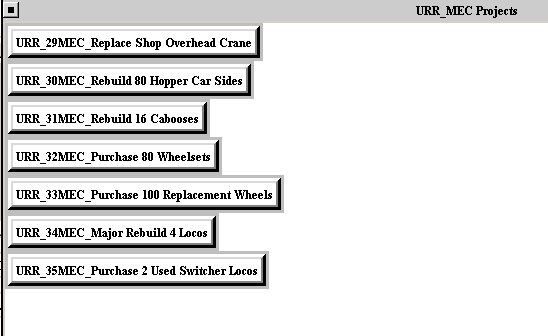 URR_MEC Projects
URR_29MEC_Replace Shop Overhead Crane
URR_30MEC_Rebuild 80 Hopper Car Sides
URR_31MEC_Rebuild 16 Cabooses
URR_32MEC_Purchase 80 Wheelsets
URR_33MEC_Purchase 100 Replacement Wheels
URR_34MEC_Major Rebuild 4 Locos
URR_35MEC_Purchase 2 Used Switcher Locos